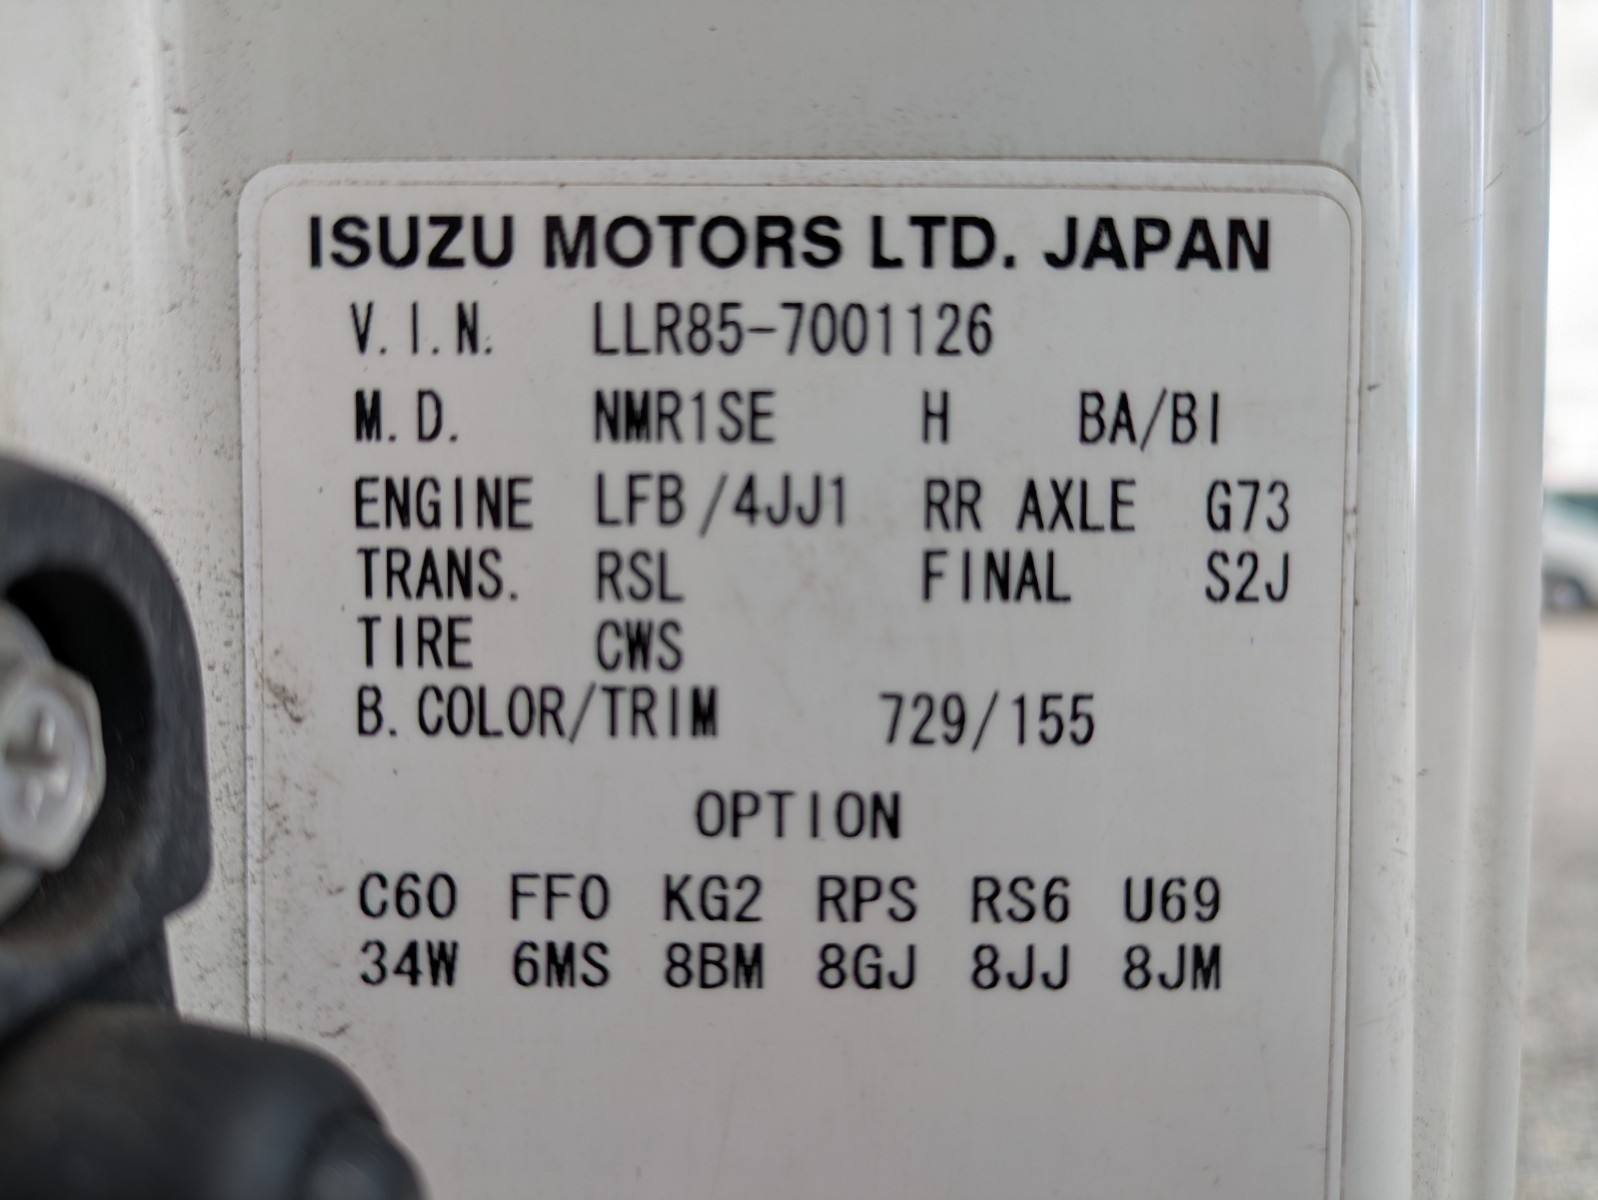 ISUZU MOTORS LTD. JAPAN
V.I.N. LLR85-7001126
M.D. NMR1SE H BA/BI
ENGINE LFB/4JJ1 RR AXLE G73
TRANS. RSL FINAL S2J
TIRE CWS
B.COLOR/TRIM 729/155
OPTION
C60 FF0 KG2 RPS RS6 U69
34W 6MS 8BM 8GJ 8JJ 8JM